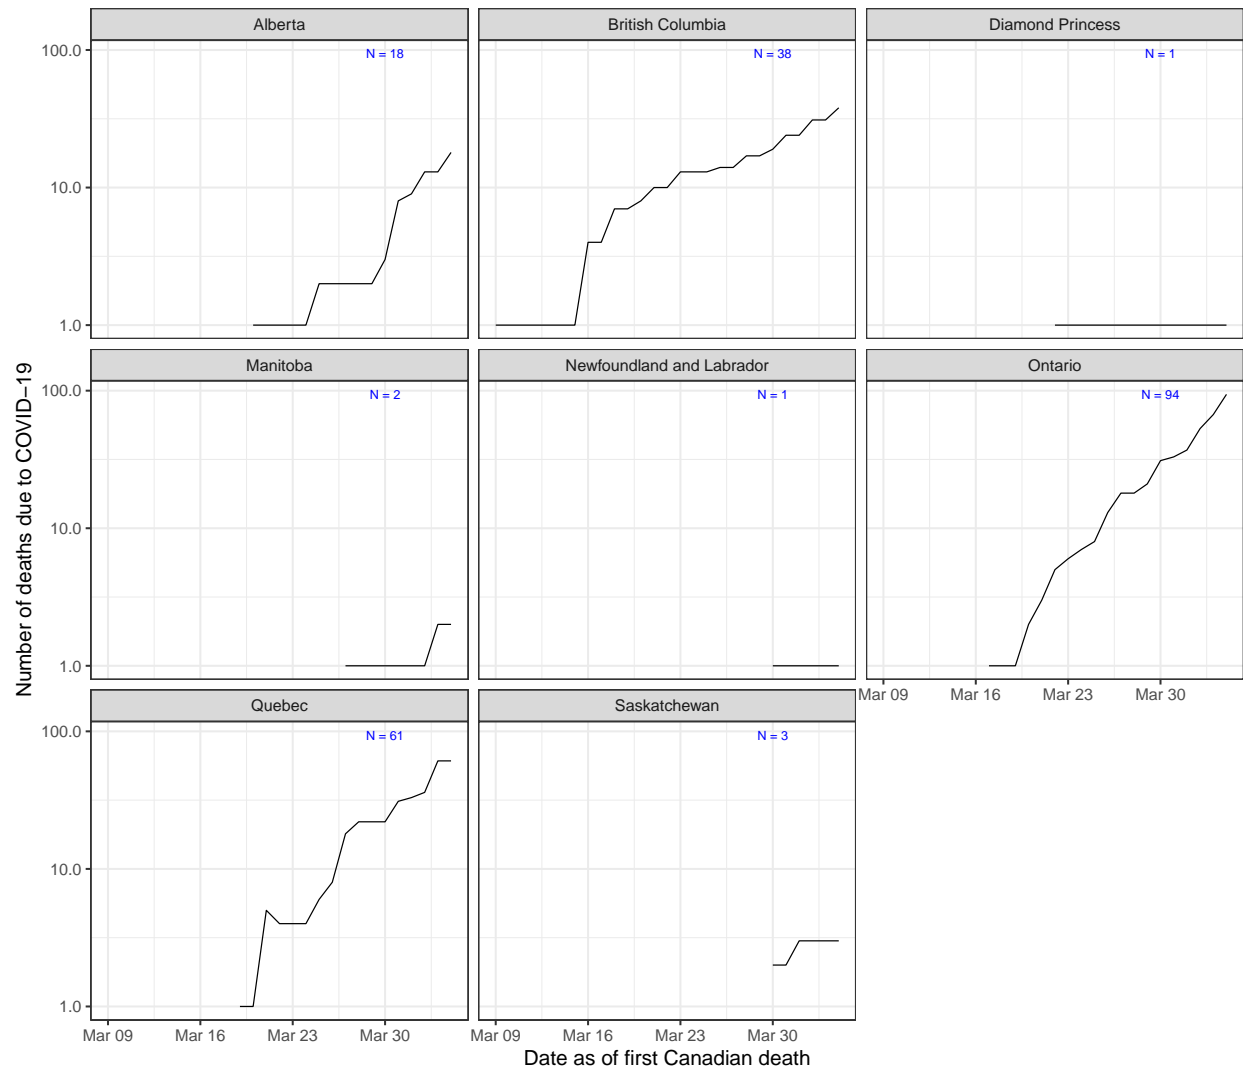 Alberta
British Columbia
Diamond Princess
100.0
N = 18
N = 38
N = 1
10.0
1.0
Manitoba
Newfoundland and Labrador
Ontario
100.0
N = 2
N = 1
N = 94
10.0
1.0
Mar 09 Mar 16 Mar 23 Mar 30
Quebec
Saskatchewan
100.0
N = 61
N = 3
10.0
1.0
Mar 09 Mar 16 Mar 23 Mar 30
Mar 09 Mar 16 Mar 23 Mar 30
Date as of first Canadian death
Number of deaths due to COVID−19